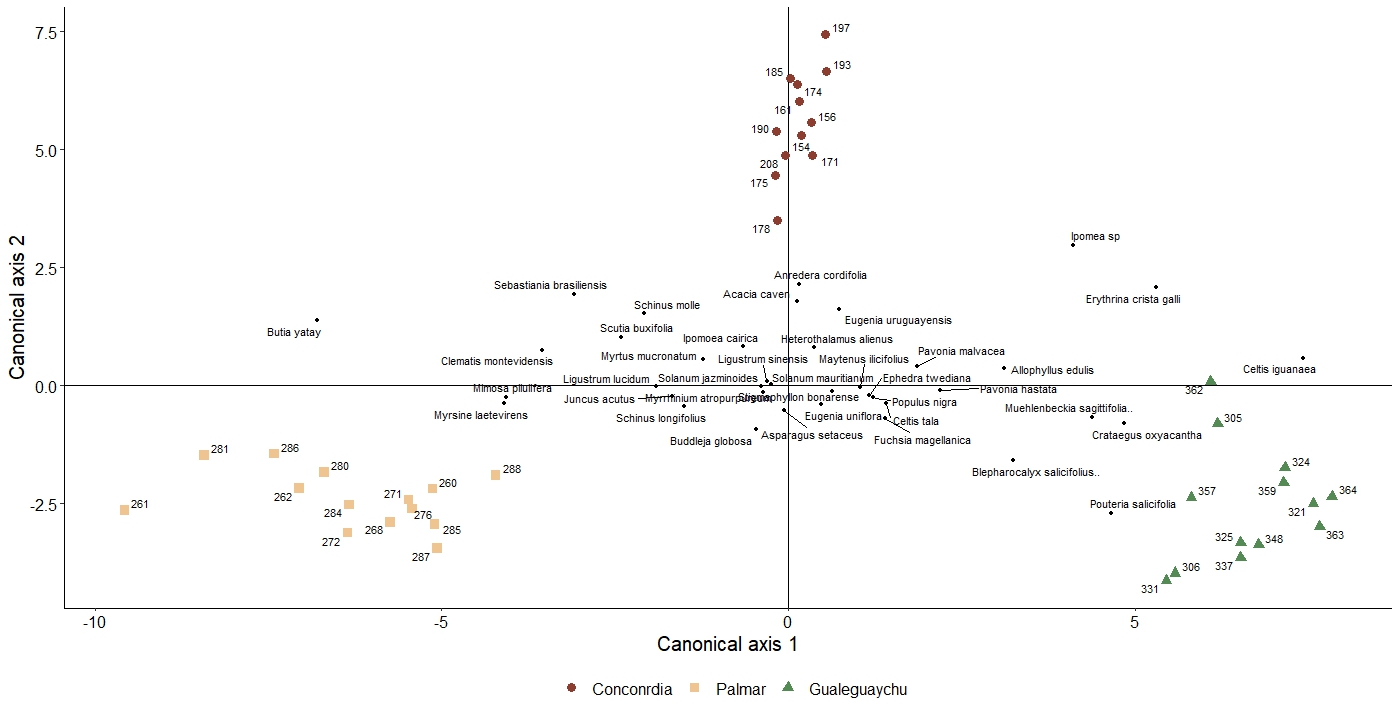 7.5
197
193
185
174
161
156
190
5.0
154
171
208
175
178
Canonical axis 2
2.5
Ipomea sp
Anredera cordifolia
Sebastiania brasiliensis
Acacia caven
Erythrina crista galli
Schinus molle
Eugenia uruguayensis
Butia yatay
Scutia buxifolia
Ipomoea cairica
Heterothalamus alienus
Clematis montevidensis
Myrtus mucronatum
Ligustrum sinensis
Maytenus ilicifolius
Pavonia malvacea
Allophyllus edulis
Celtis iguanaea
0.0
Mimosa pilulifera
Ligustrum lucidum
Solanum jazminoides
Solanum mauritianum
Ephedra twediana
Pavonia hastata
362
Juncus acutus
Myrrhinium atropurpureum
Stigmaphyllon bonarense
Populus nigra
Muehlenbeckia sagittifolia..
Myrsine laetevirens
Schinus longifolius
Eugenia uniflora
Celtis tala
305
Buddleja globosa
Asparagus setaceus
Fuchsia magellanica
Crataegus oxyacantha
281
286
280
288
Blepharocalyx salicifolius..
324
262
271
260
359
364
357
-2.5
261
284
276
Pouteria salicifolia
321
272
268
285
363
287
325
348
337
306
331
-10
-5
0
5
Canonical axis 1
Conconrdia
Palmar
Gualeguaychu